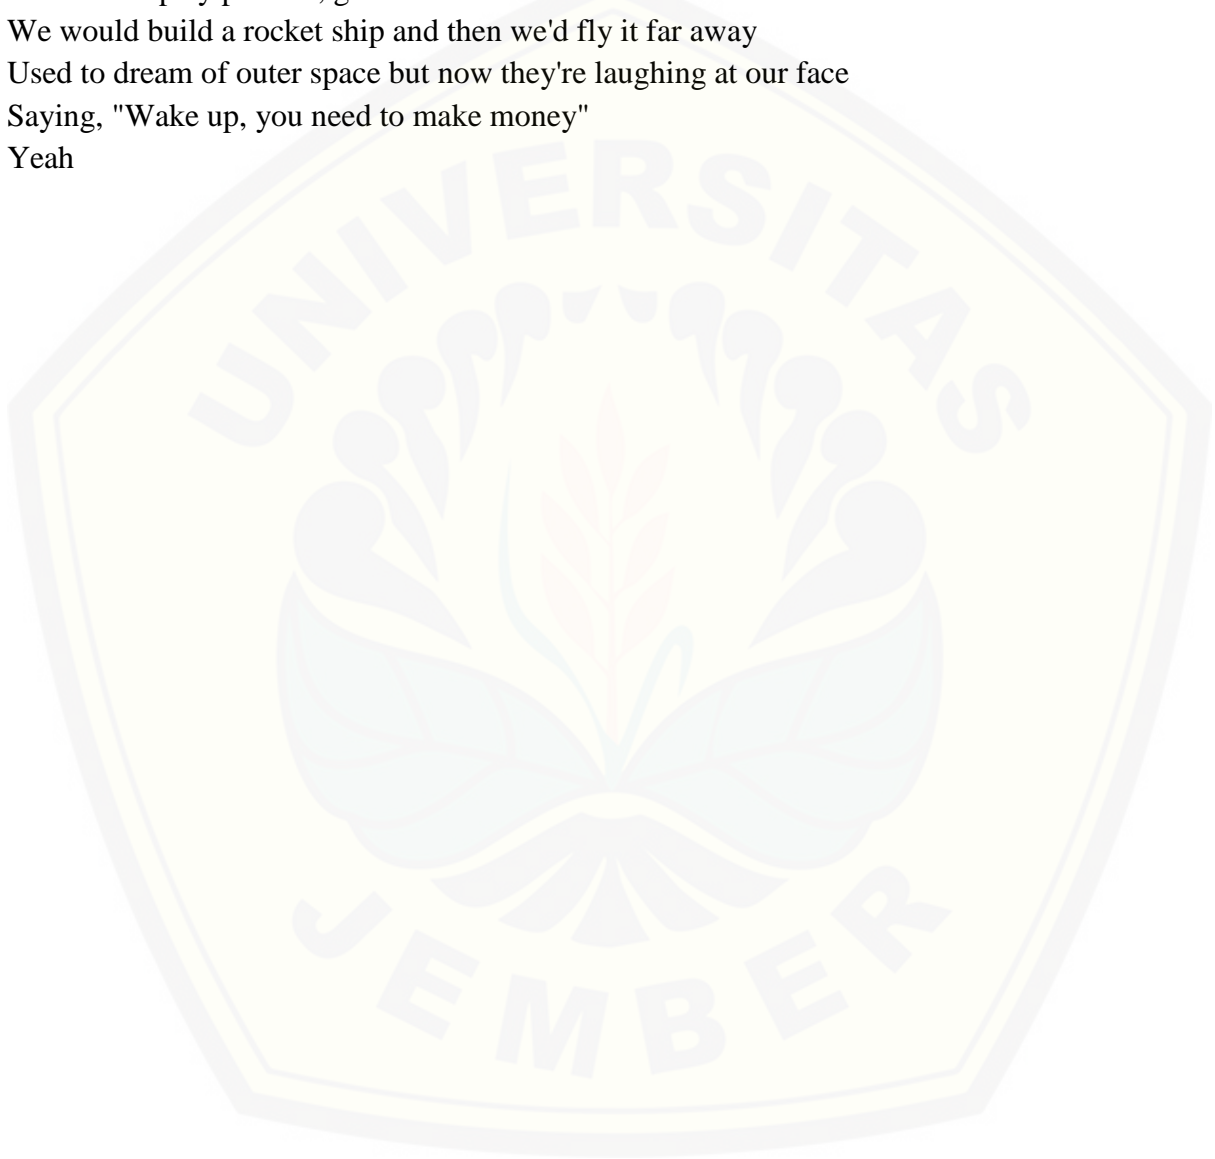 We would build a rocket ship and then we'd fly it far away
Used to dream of outer space but now they're laughing at our face
Saying, "Wake up, you need to make money"
Yeah
UNIVERSITAS
JEMBER